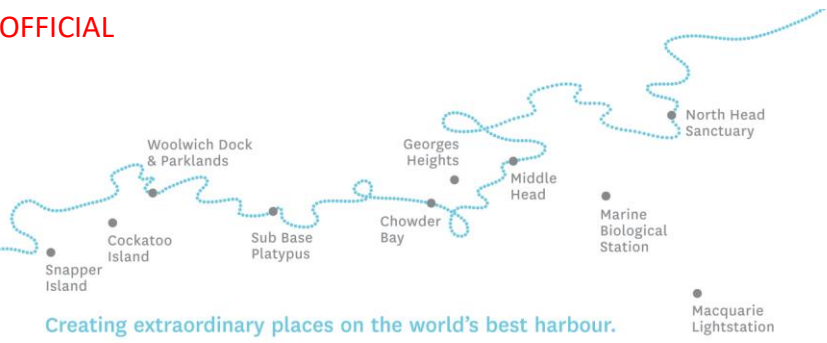 OFFICIAL
North Head
Sanctuary
Woolwich Dock
& Parklands
Georges
Heights
Middle
Head
Marine
Biological
Station
Chowder
Bay
Sub Base
Platypus
Cockatoo
Island
Snapper
Island
Macquarie
Lightstation
Creating extraordinary places on the world's best harbour.